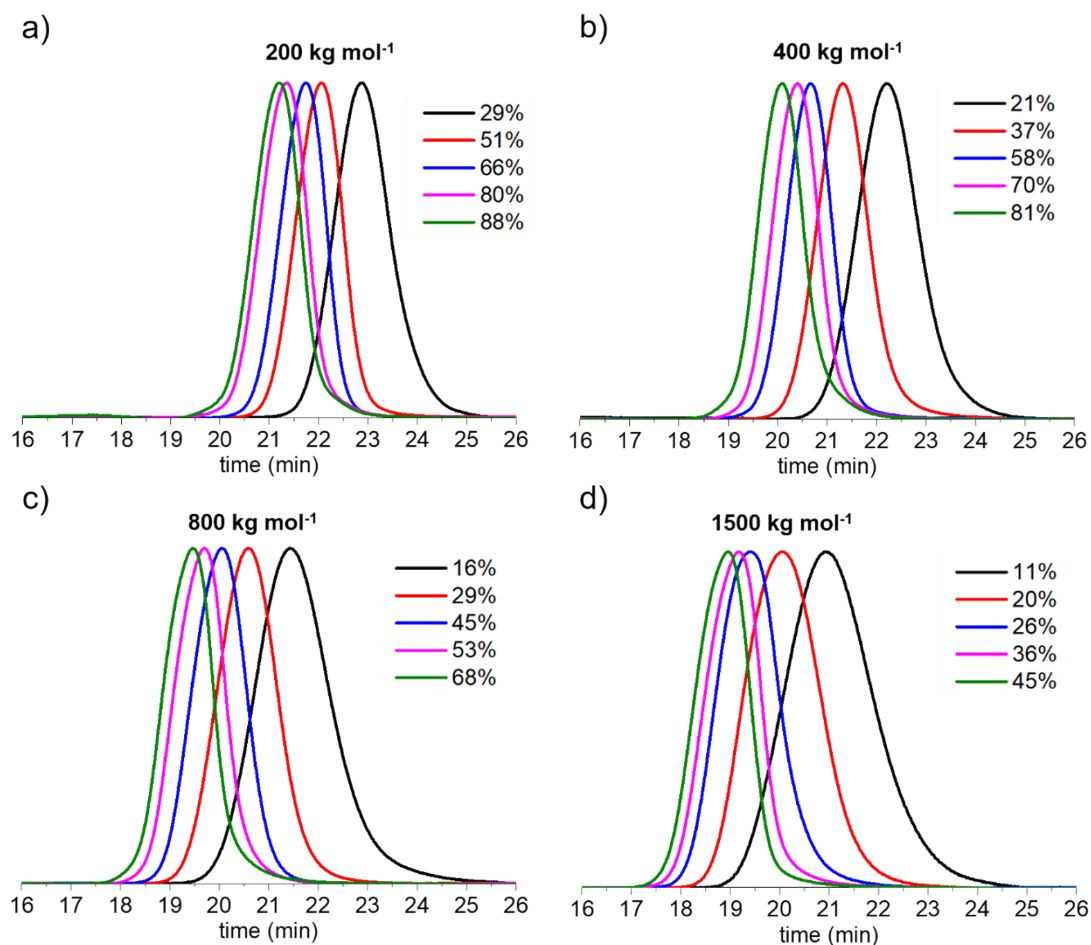 a)
200 kg mol-1
29%
51%
66%
80%
88%
16 17 18 19 20 21 22 23 24 25 26
time (min)
b)
400 kg mol-1
21%
37%
58%
70%
81%
16 17 18 19 20 21 22 23 24 25 26
time (min)
c)
800 kg mol-1
16%
29%
45%
53%
68%
16 17 18 19 20 21 22 23 24 25 26
time (min)
d)
1500 kg mol-1
11%
20%
26%
36%
45%
16 17 18 19 20 21 22 23 24 25 26
time (min)